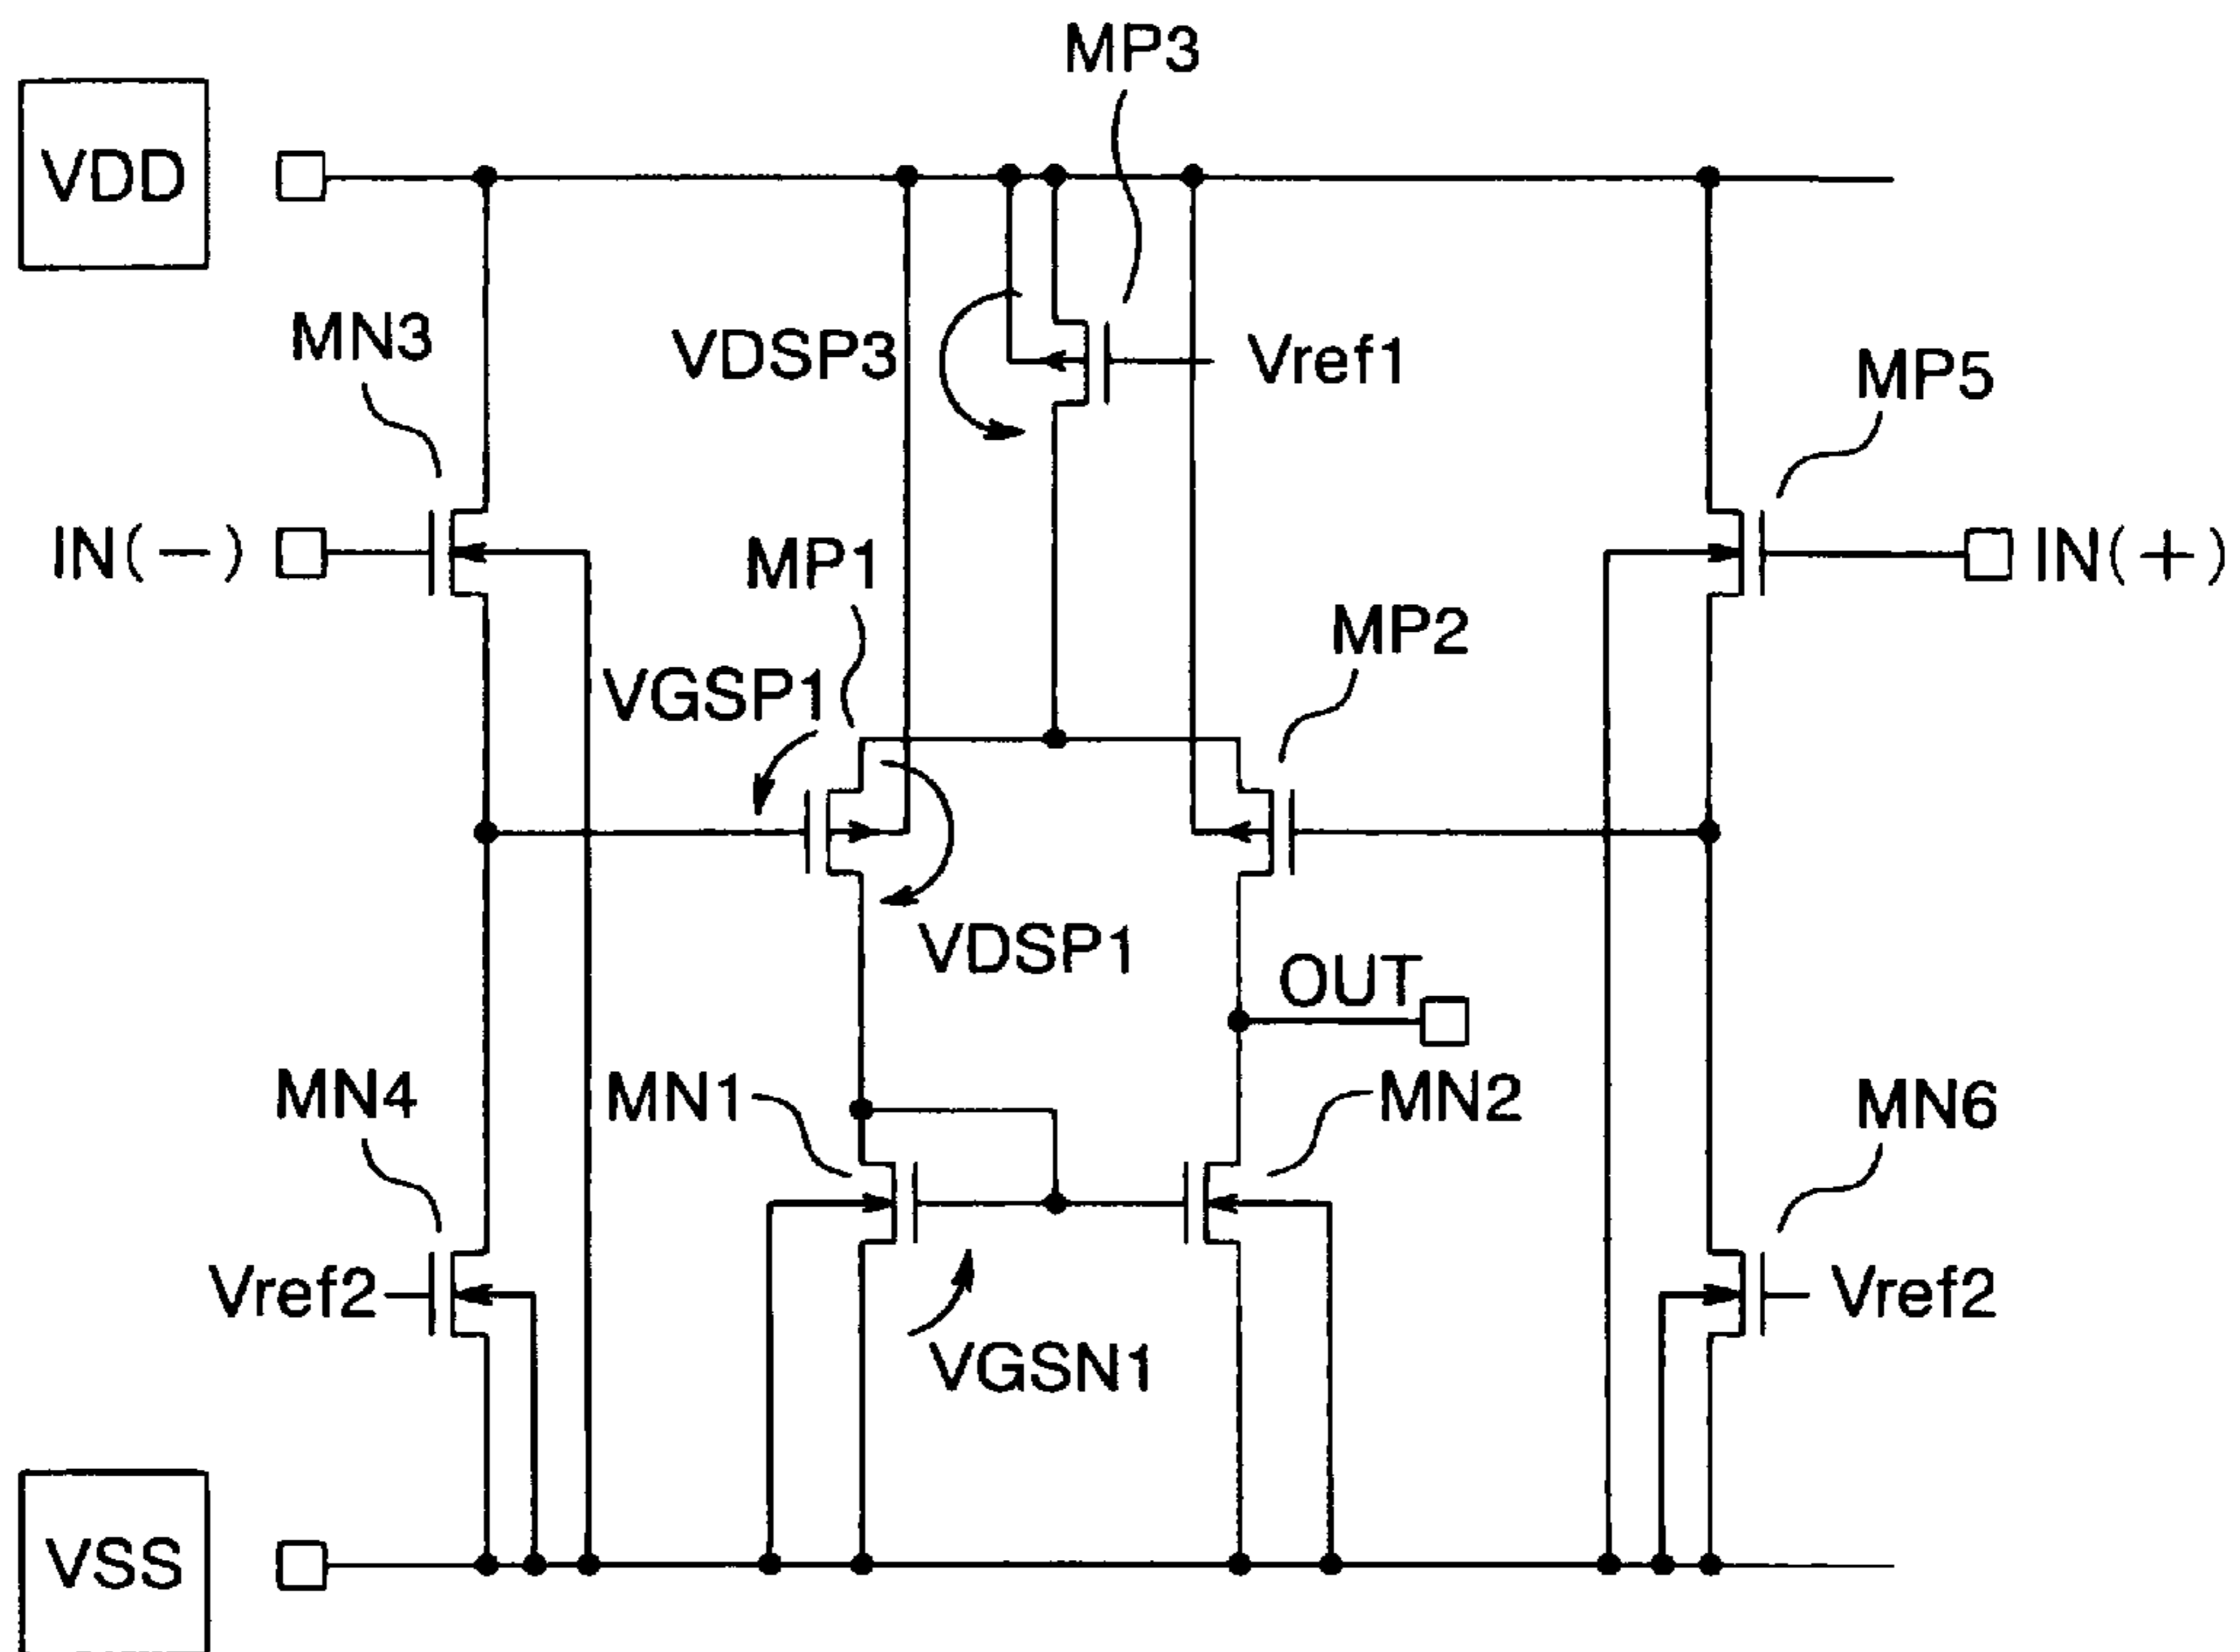 MP3
VDD
MN3
VDSP3
Vref1
MP5
IN(−)
MP1
IN(+)
MP2
VGSP1
VDSP1
OUT
MN4
MN1
MN2
MN6
Vref2
Vref2
VGSN1
VSS